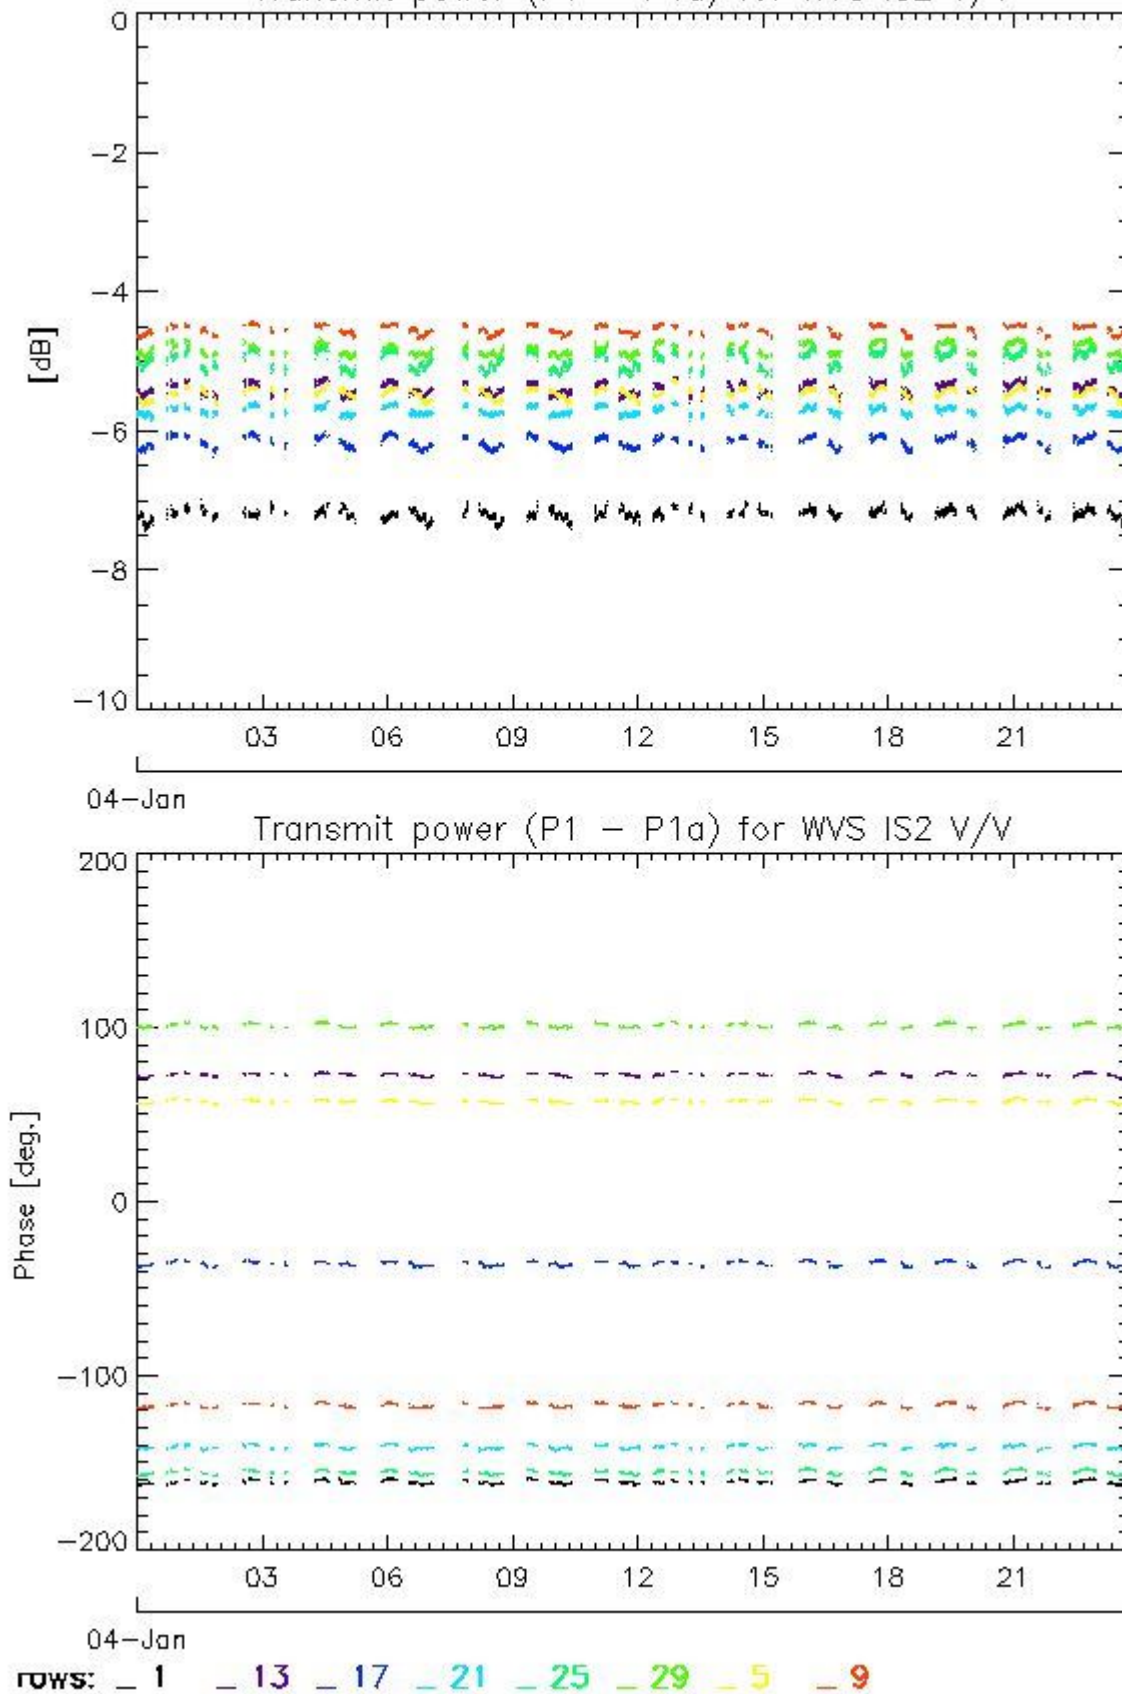 0
−2
−4
[dB]
−6
−8
−10
03 06 09 12 15 18 21
04−Jan
Transmit power (P1 − P1a) for WVS IS2 V/V
200
100
0
Phase [deg.]
−100
−200
03 06 09 12 15 18 21
04−Jan
rows: _ 1 _ 13 _ 17 _ 21 _ 25 _ 29 _ 5 _ 9